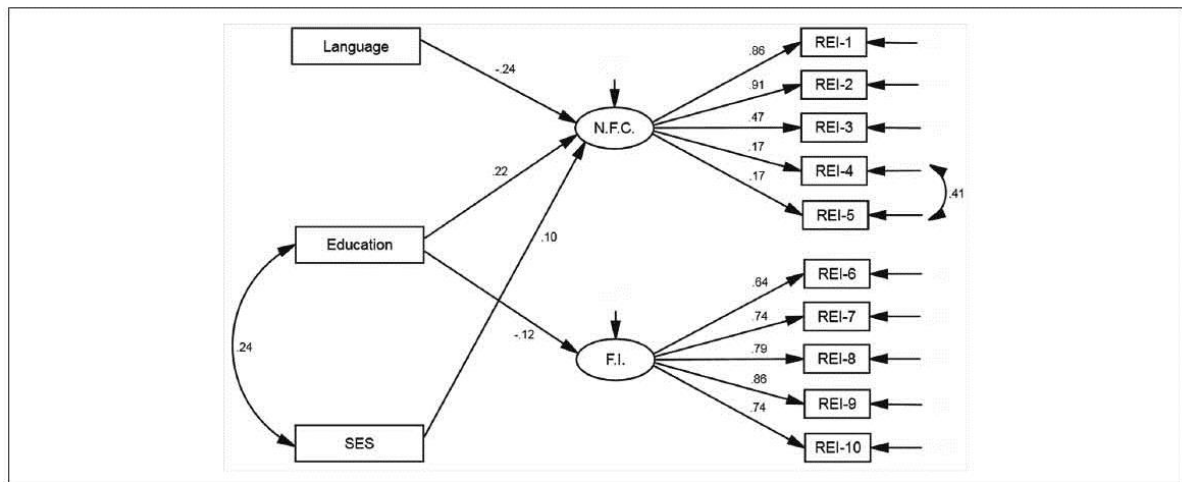 Language
Education
SES
-.24
.22
.10
-.12
.24
N.F.C.
F.I.
.86
.91
.47
.17
.17
REI-1
REI-2
REI-3
REI-4
REI-5
.41
.64
.74
.79
.86
.74
REI-6
REI-7
REI-8
REI-9
REI-10